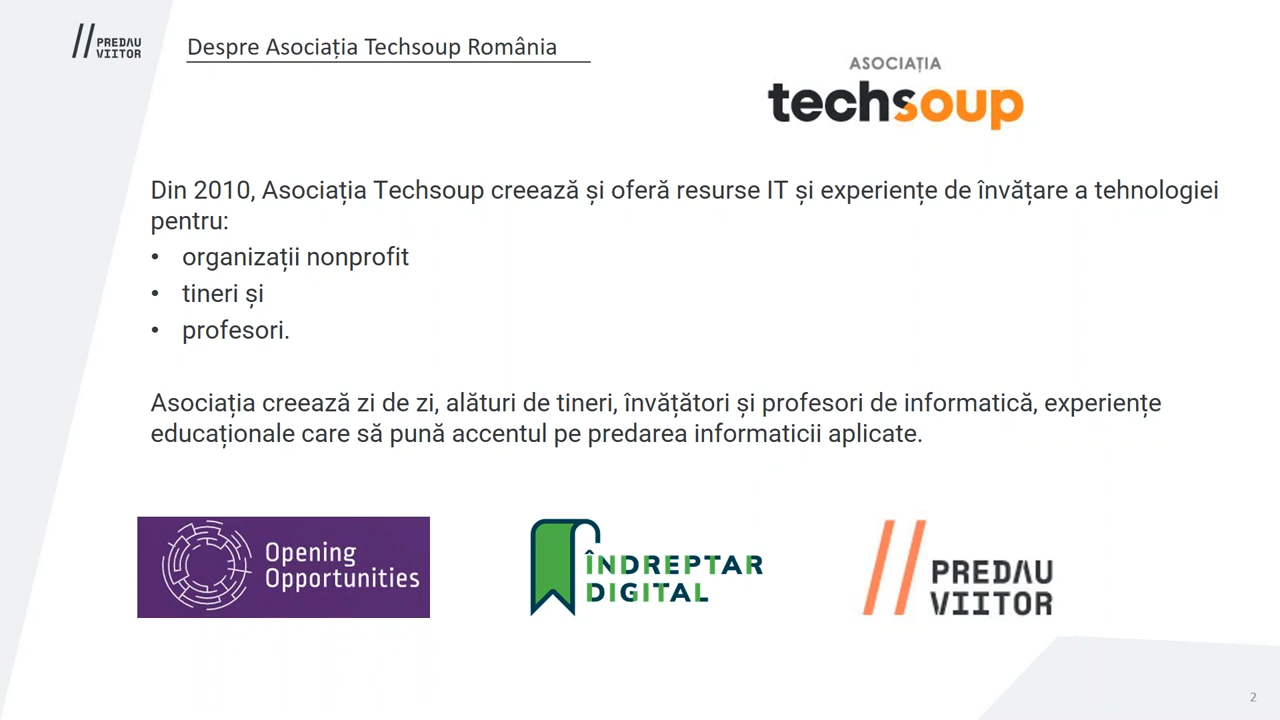 PREDAU
VIITOR
Despre Asociația Techsoup România
ASOCIAȚIA
techsoup
Din 2010, Asociația Techsoup creează și oferă resurse IT și experiențe de învățare a tehnologiei
pentru:
• organizații nonprofit
• tineri și
• profesori.
Asociația creează zi de zi, alături de tineri, învățători și profesori de informatică, experiențe
educaționale care să pună accentul pe predarea informaticii aplicate.
Opening
Opportunities
ÎNDREPTAR
DIGITAL
PREDAU
VIITOR
2